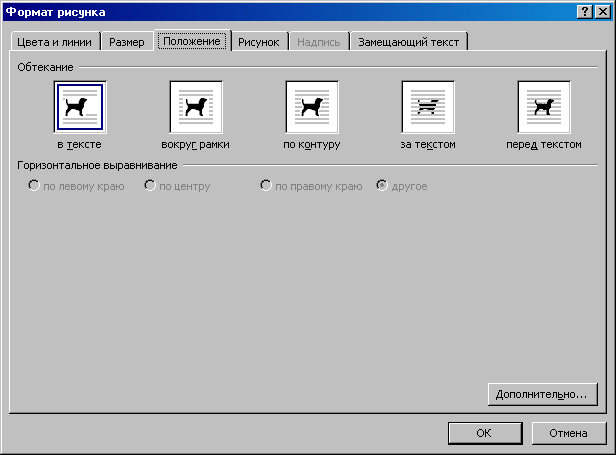 Формат рисунка
Цвета и линии Размер Положение Рисунок Надпись Замещающий текст
Обтекание
в тексте вокруг рамки по контуру за текстом перед текстом
Горизонтальное выравнивание
по левому краю по центру по правому краю другое
Дополнительно...
ОК Отмена